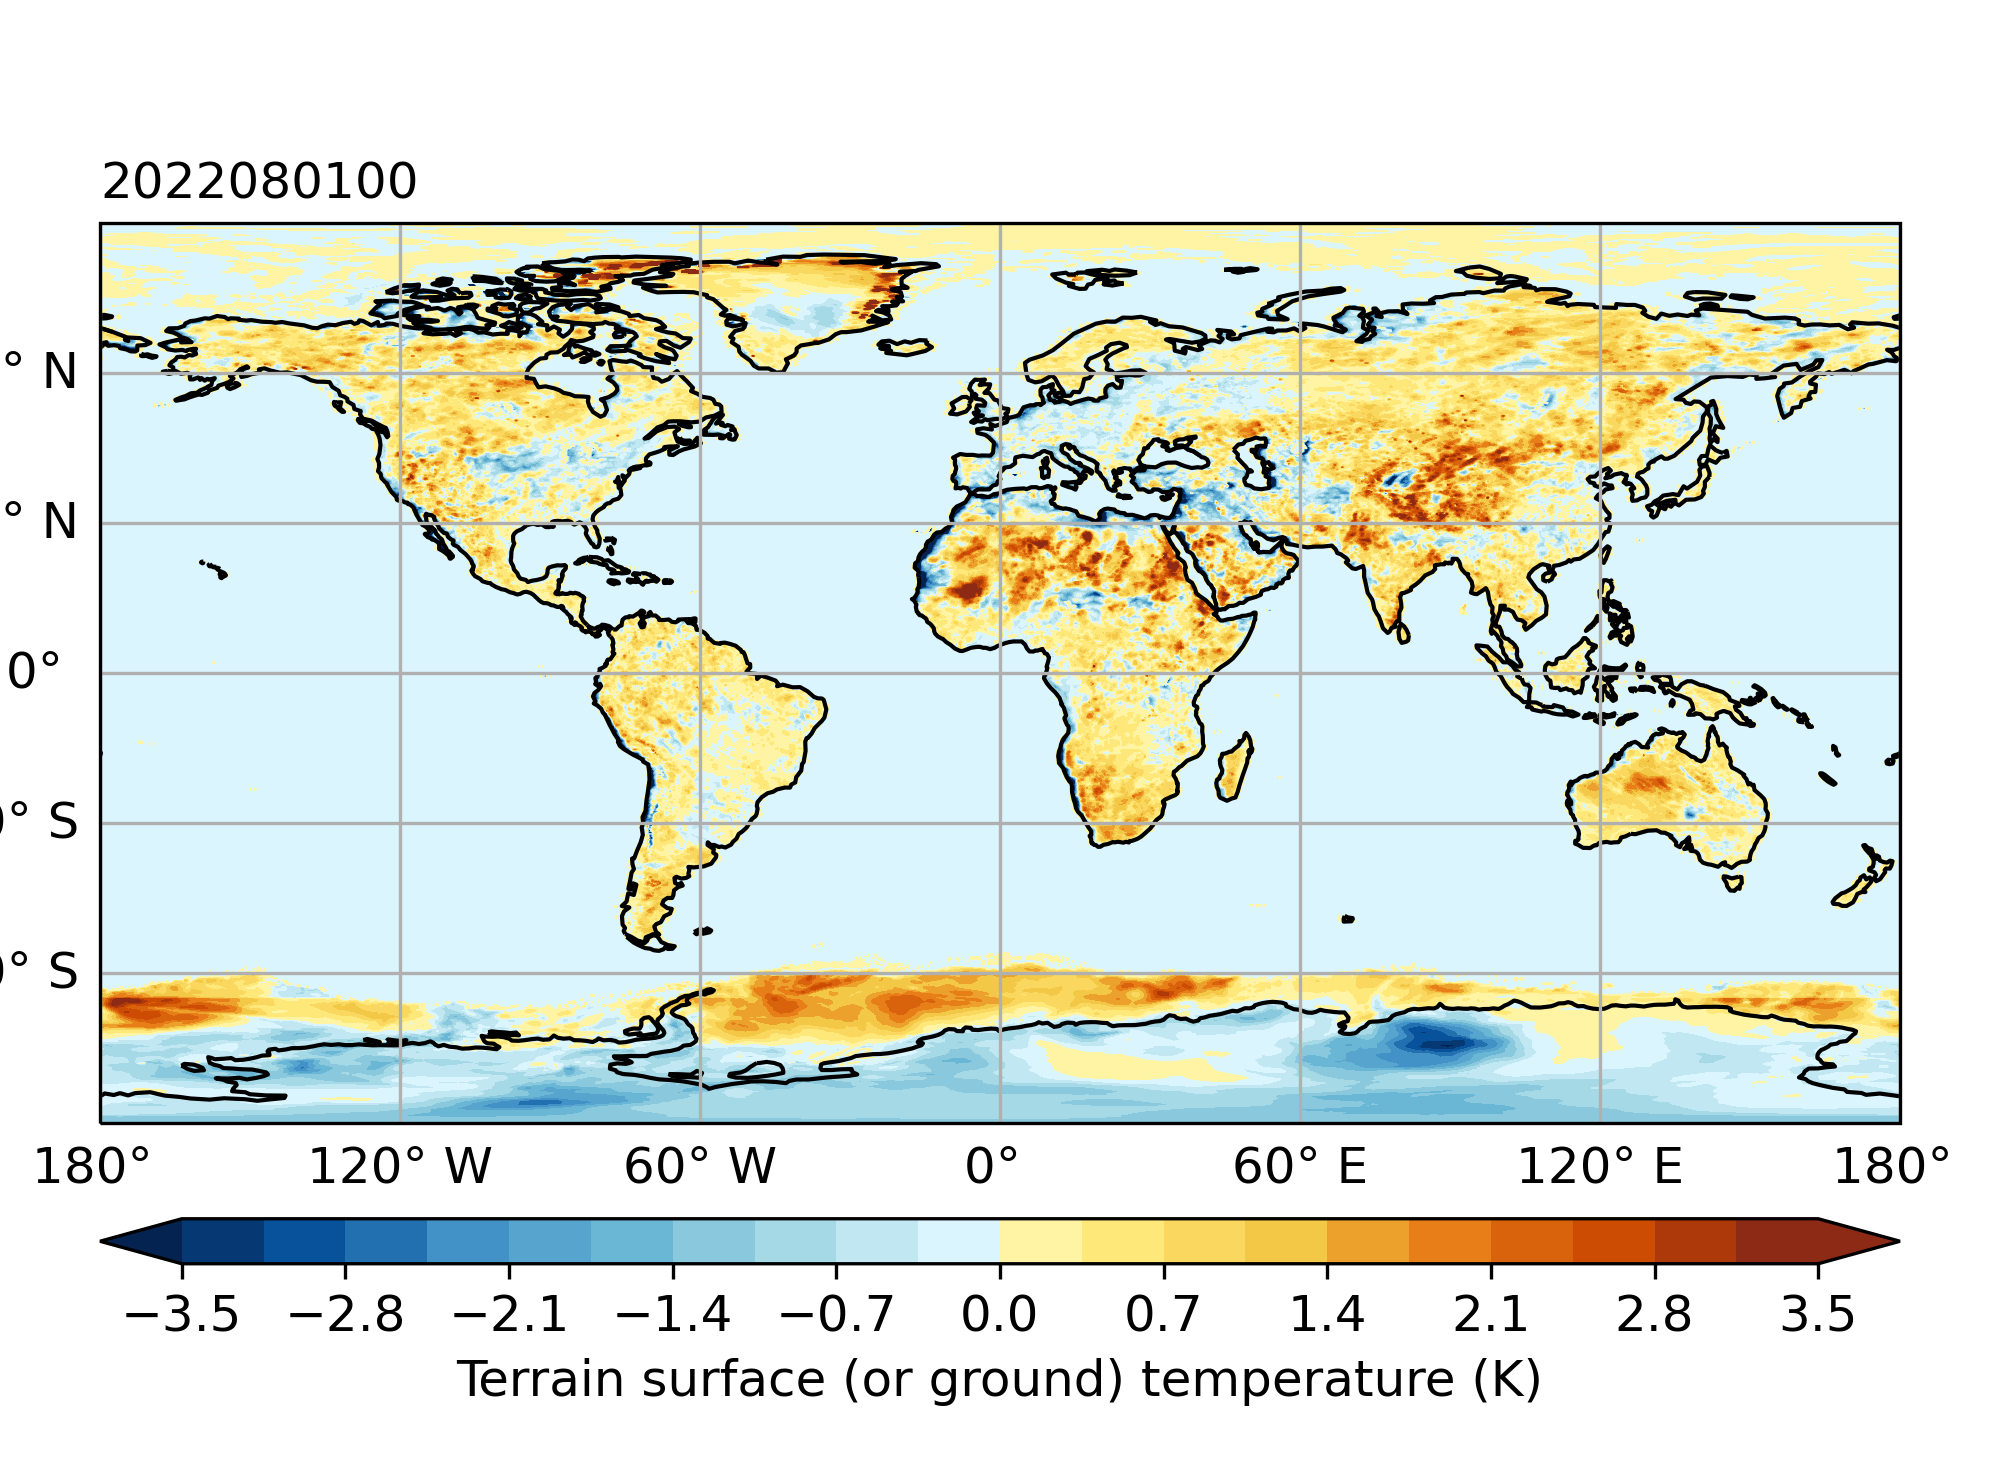 2022080100
° N
° N
0°
° S
° S
180° 120° W 60° W 0° 60° E 120° E 180°
−3.5 −2.8 −2.1 −1.4 −0.7 0.0 0.7 1.4 2.1 2.8 3.5
Terrain surface (or ground) temperature (K)